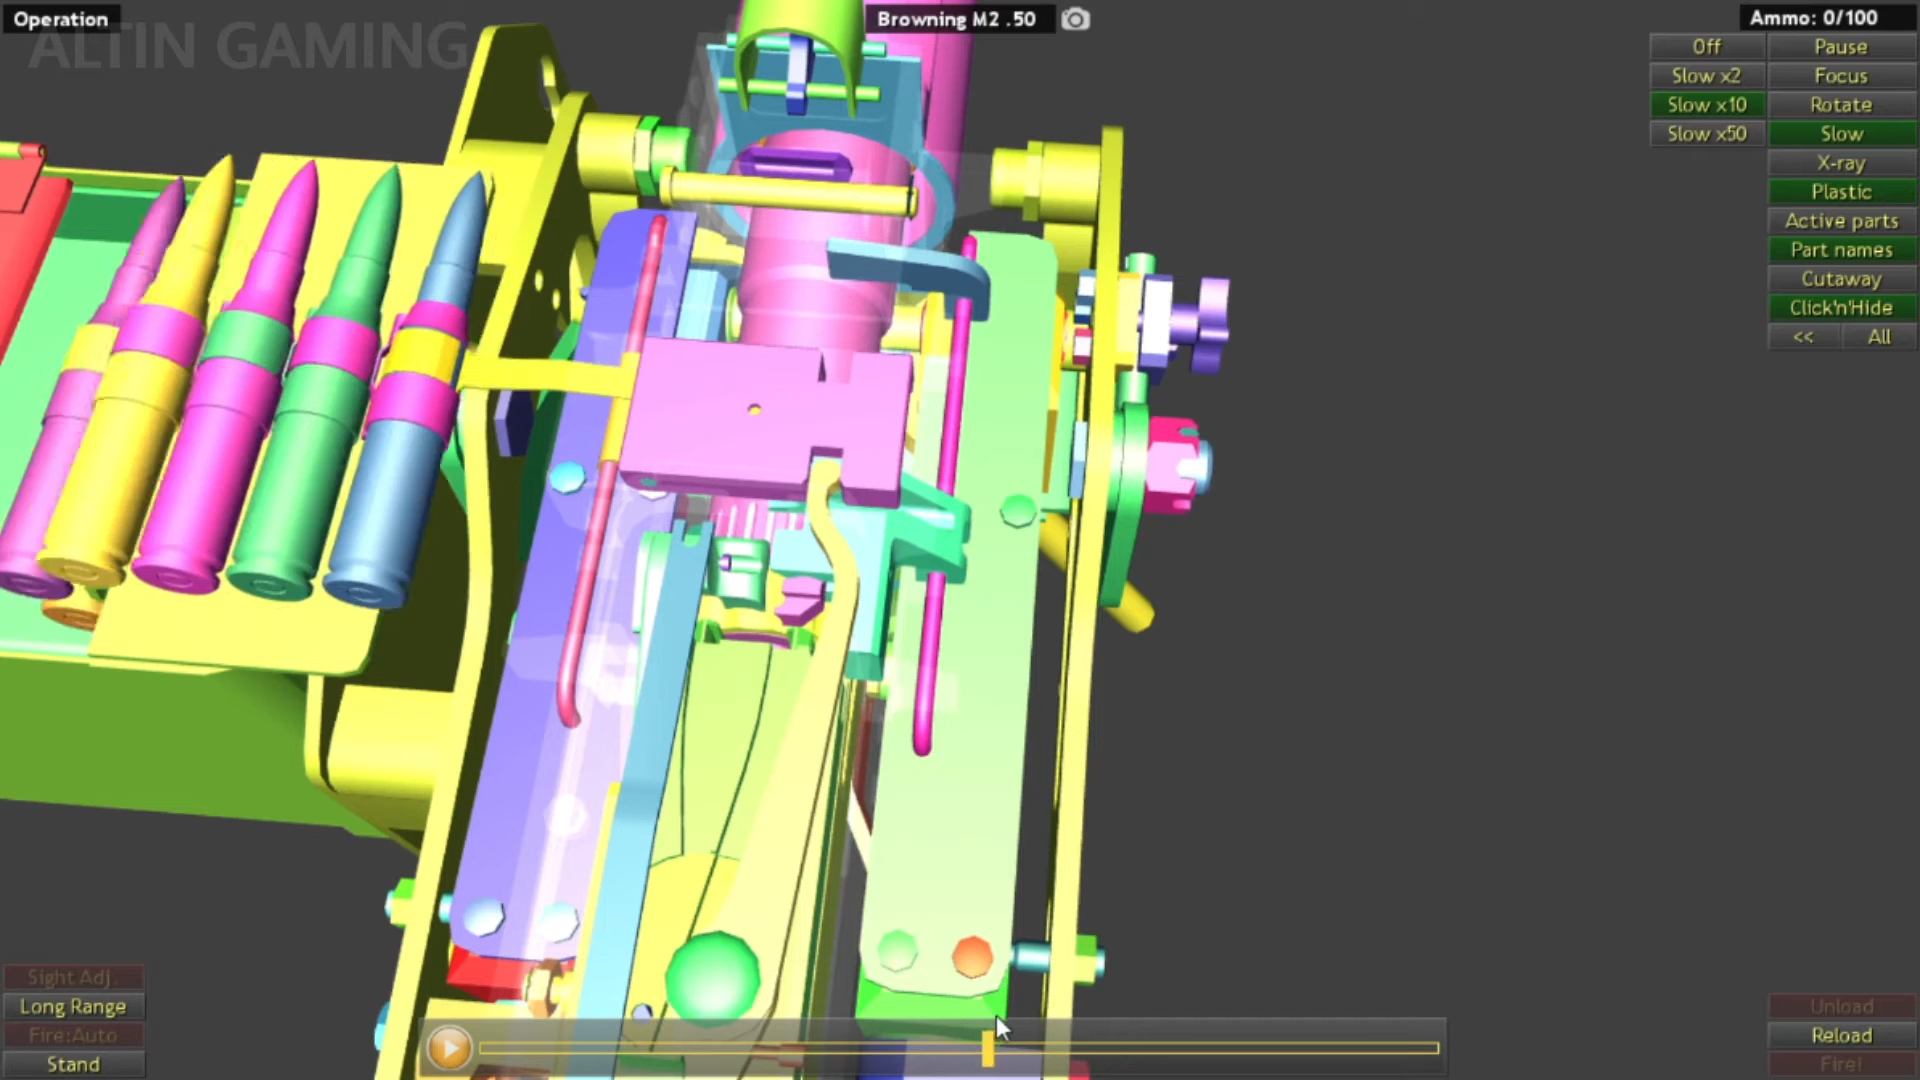 Operation
ALTIN GAMING
Browning M2 .50
Ammo: 0/100
Off
Pause
Slow x2
Focus
Slow x10
Rotate
Slow x50
Slow
X-ray
Plastic
Active parts
Part names
Cutaway
Click'n'Hide
<<
All
Sight Adj.
Long Range
Fire:Auto
Stand
Unload
Reload
Fire!